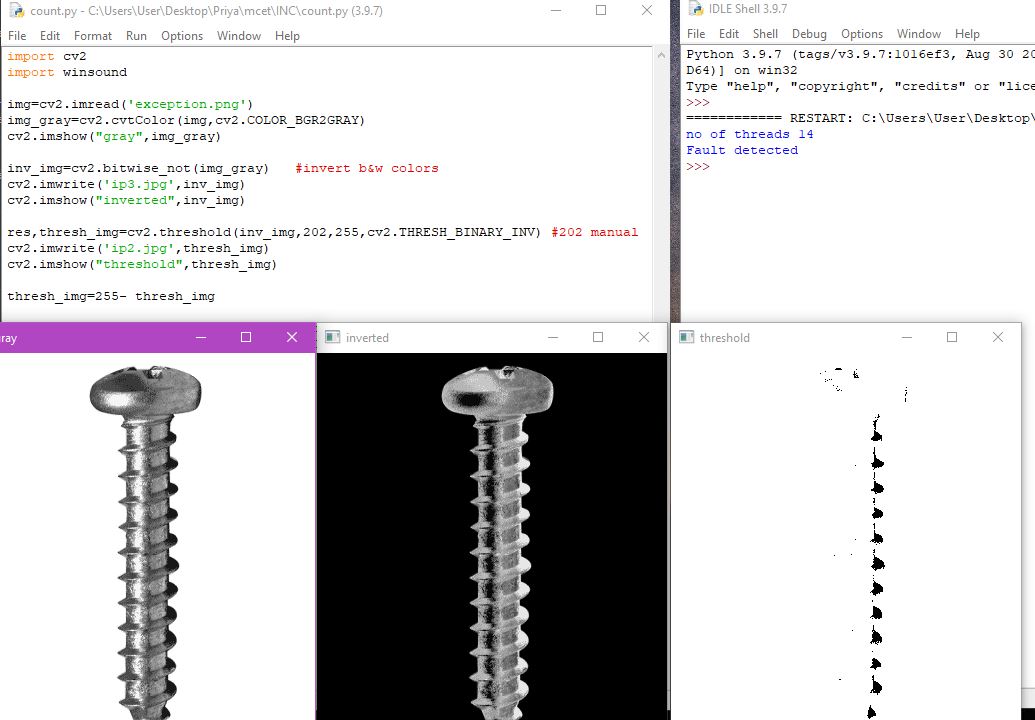 count.py - C:\Users\User\Desktop\Priya\mcet\INC\count.py (3.9.7)
File Edit Format Run Options Window Help
import cv2
import winsound
img=cv2.imread('exception.png')
img_gray=cv2.cvtColor(img,cv2.COLOR_BGR2GRAY)
cv2.imshow("gray",img_gray)
inv_img=cv2.bitwise_not(img_gray) #invert b&w colors
cv2.imwrite('ip3.jpg',inv_img)
cv2.imshow("inverted",inv_img)
res,thresh_img=cv2.threshold(inv_img,202,255,cv2.THRESH_BINARY_INV) #202 manual
cv2.imwrite('ip2.jpg',thresh_img)
cv2.imshow("threshold",thresh_img)
thresh_img=255- thresh_img
IDLE Shell 3.9.7
File Edit Shell Debug Options Window Help
Python 3.9.7 (tags/v3.9.7:1016ef3, Aug 30 20
D64)] on win32
Type "help", "copyright", "credits" or "lice
>>>
============ RESTART: C:\Users\User\Desktop\
no of threads 14
Fault detected
>>>
ray
inverted
threshold